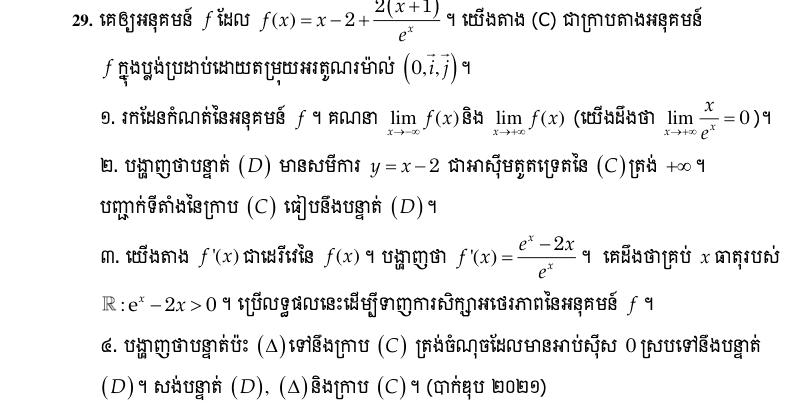 29. គេឲ្យអនុគមន៍ f ដែល f(x) = x − 2 + 2(x+1)/e^x ។ យើងតាង (C) ជាក្រាបតាងអនុគមន៍
f ក្នុងប្លង់ប្រដាប់ដោយតម្រុយអរតូណរម៉ាល់ (0, i⃗, j⃗)។
១. រកដែនកំណត់នៃអនុគមន៍ f ។ គណនា lim x→−∞ f(x) និង lim x→+∞ f(x) (យើងដឹងថា lim x→+∞ x/e^x = 0)។
២. បង្ហាញថាបន្ទាត់ (D) មានសមីការ y = x − 2 ជាអាស៊ីមតូតទ្រេតនៃ (C) ត្រង់ +∞ ។
បញ្ជាក់ទីតាំងនៃក្រាប (C) ធៀបនឹងបន្ទាត់ (D)។
៣. យើងតាង f'(x) ជាដេរីវេនៃ f(x) ។ បង្ហាញថា f'(x) = (e^x − 2x)/e^x ។ គេដឹងថាគ្រប់ x ធាតុរបស់
ℝ : e^x − 2x > 0 ។ ប្រើលទ្ធផលនេះដើម្បីទាញការសិក្សាអថេរភាពនៃអនុគមន៍ f ។
៤. បង្ហាញថាបន្ទាត់ប៉ះ (Δ) ទៅនឹងក្រាប (C) ត្រង់ចំណុចដែលមានអាប់ស៊ីស 0 ស្របទៅនឹងបន្ទាត់
(D)។ សង់បន្ទាត់ (D), (Δ) និងក្រាប (C)។ (បាក់ឌុប ២០២១)